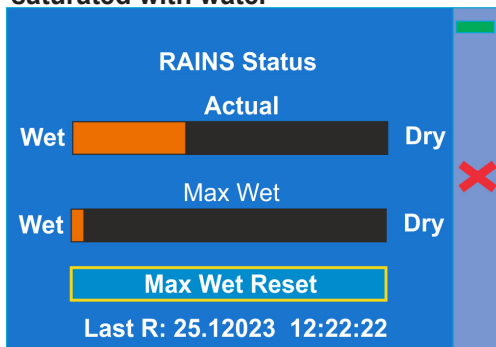 saturated with water
RAINS Status
Actual
Wet Dry
Max Wet
Wet Dry
Max Wet Reset
Last R: 25.12023 12:22:22